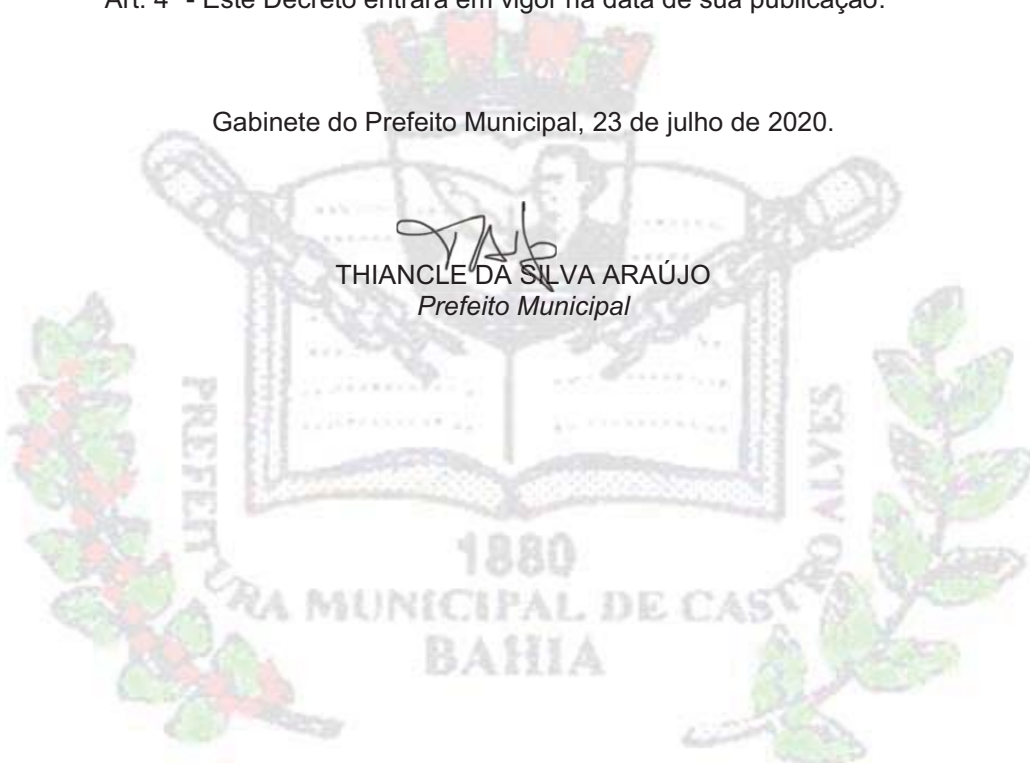 Art. 4º - Este Decreto entrará em vigor na data de sua publicação.
Gabinete do Prefeito Municipal, 23 de julho de 2020.
THIANCLE DA SILVA ARAÚJO
Prefeito Municipal
1880
PREFEITURA MUNICIPAL DE CASTRO ALVES
BAHIA